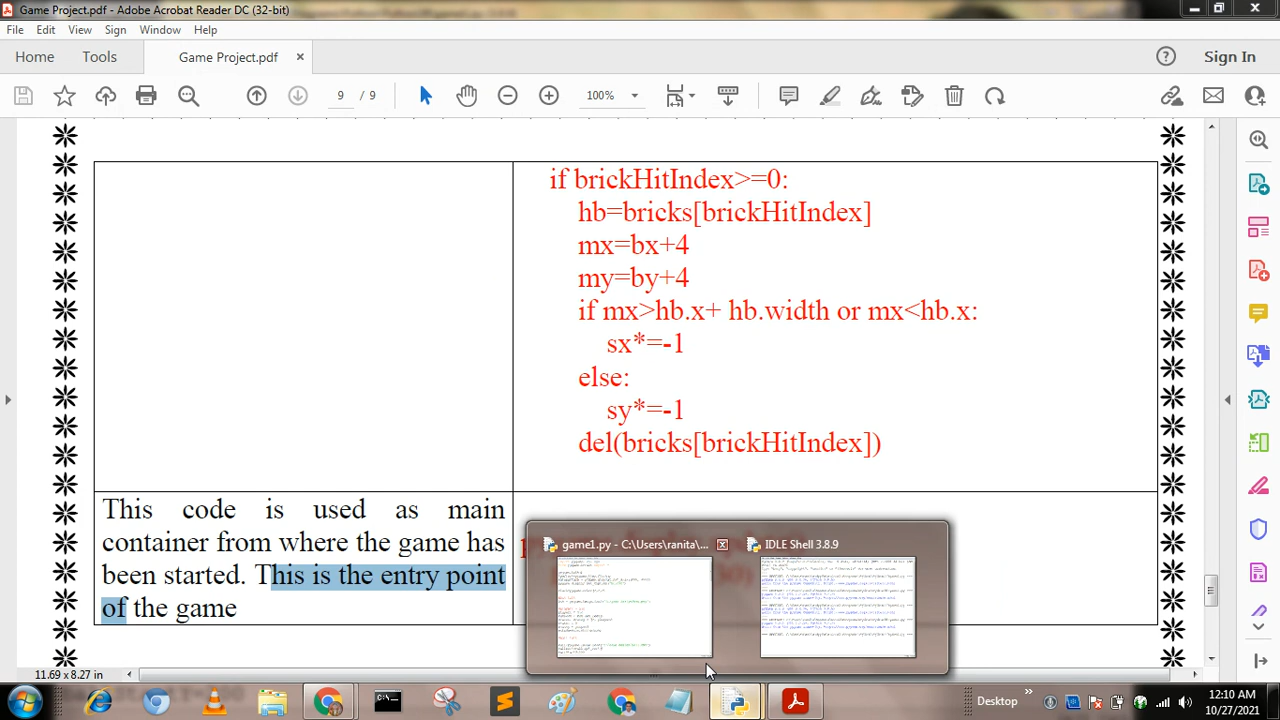 Game Project.pdf - Adobe Acrobat Reader DC (32-bit)
File Edit View Sign Window Help
Home Tools Game Project.pdf × Sign In
9 / 9 100%
if brickHitIndex>=0:
hb=bricks[brickHitIndex]
mx=bx+4
my=by+4
if mx>hb.x+ hb.width or mx<hb.x:
sx*=-1
else:
sy*=-1
del(bricks[brickHitIndex])
This code is used as main
container from where the game has
been started. This is the entry point
of the game
game1.py - C:\Users\ranita\... IDLE Shell 3.8.9
11.69 x 8.27 in
Desktop » 12:10 AM
10/27/2021